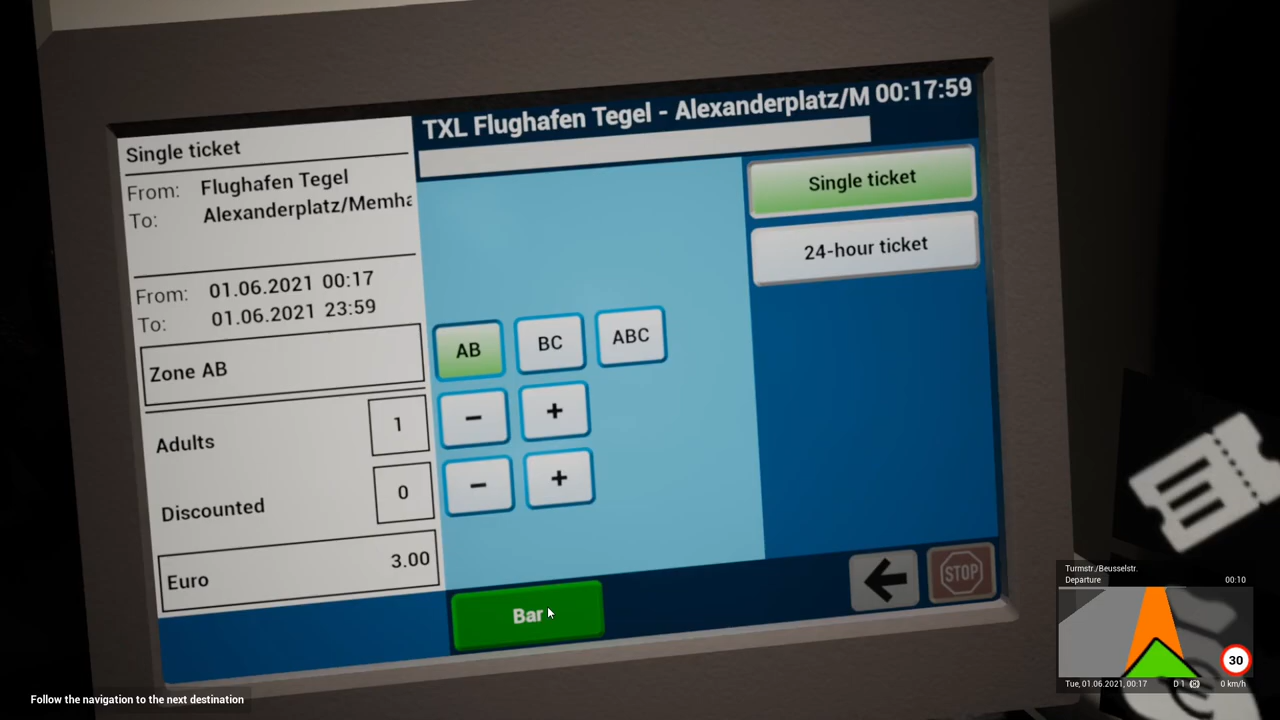 TXL Flughafen Tegel - Alexanderplatz/M 00:17:59
Single ticket
From: Flughafen Tegel
To: Alexanderplatz/Memha
From: 01.06.2021 00:17
To: 01.06.2021 23:59
Zone AB
Adults 1
Discounted 0
Euro 3.00
AB BC ABC
- +
- +
Single ticket
24-hour ticket
Bar
STOP
Turmstr./Beusselstr.
Departure 00:10
30
Tue, 01.06.2021, 00:17 D 1 (B) 0 km/h
Follow the navigation to the next destination